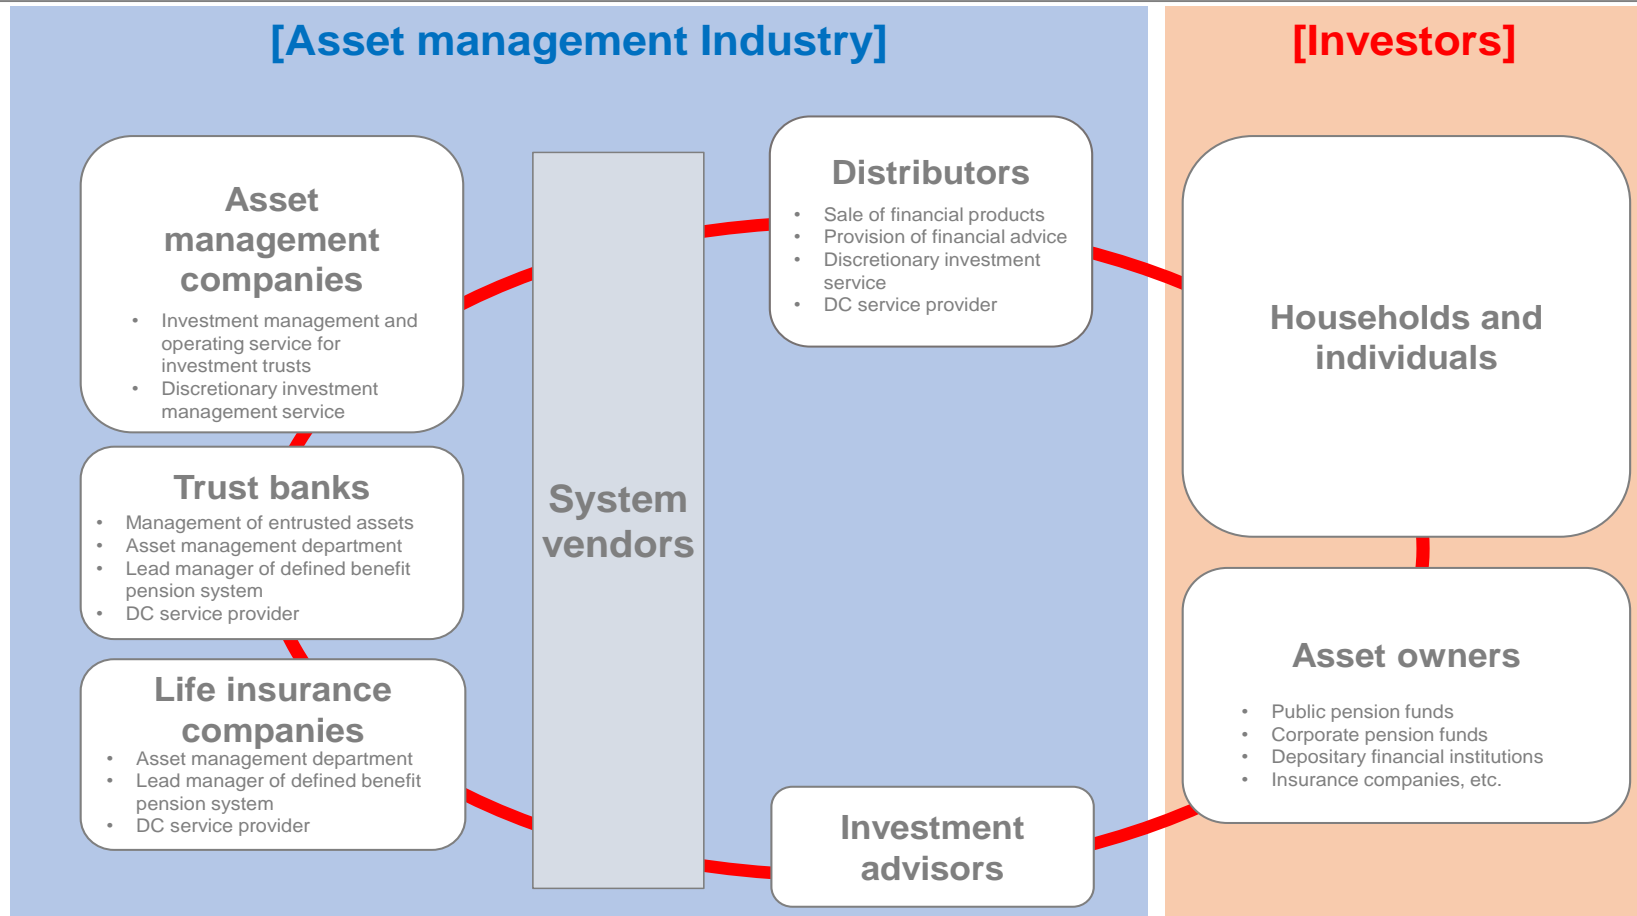 [Asset management Industry]
[Investors]
Asset
management
companies
• Investment management and
operating service for
investment trusts
• Discretionary investment
management service
Trust banks
• Management of entrusted assets
• Asset management department
• Lead manager of defined benefit
pension system
• DC service provider
Life insurance
companies
• Asset management department
• Lead manager of defined benefit
pension system
• DC service provider
System
vendors
Distributors
• Sale of financial products
• Provision of financial advice
• Discretionary investment
service
• DC service provider
Investment
advisors
Households and
individuals
Asset owners
• Public pension funds
• Corporate pension funds
• Depositary financial institutions
• Insurance companies, etc.